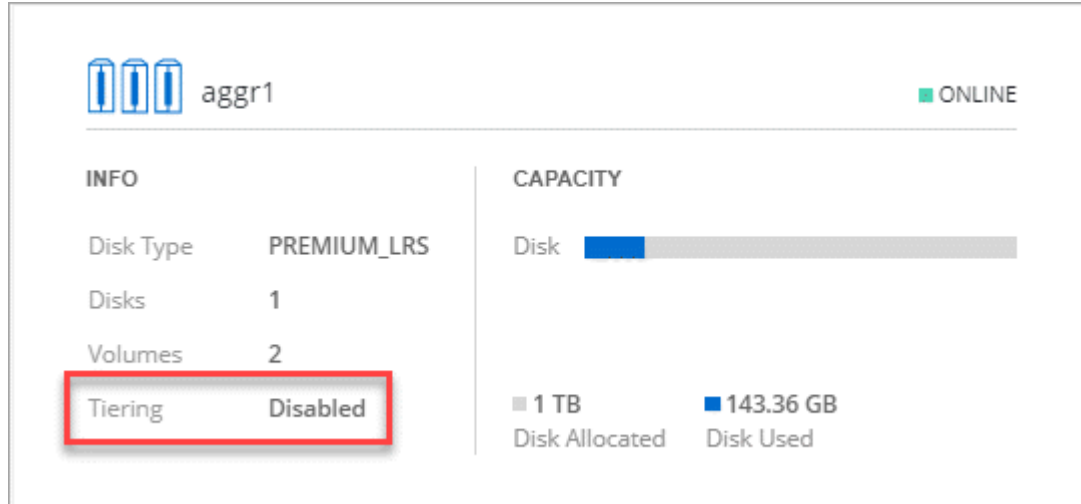 aggr1
ONLINE
INFO
Disk Type PREMIUM_LRS
Disks 1
Volumes 2
Tiering Disabled
CAPACITY
Disk
1 TB 143.36 GB
Disk Allocated Disk Used